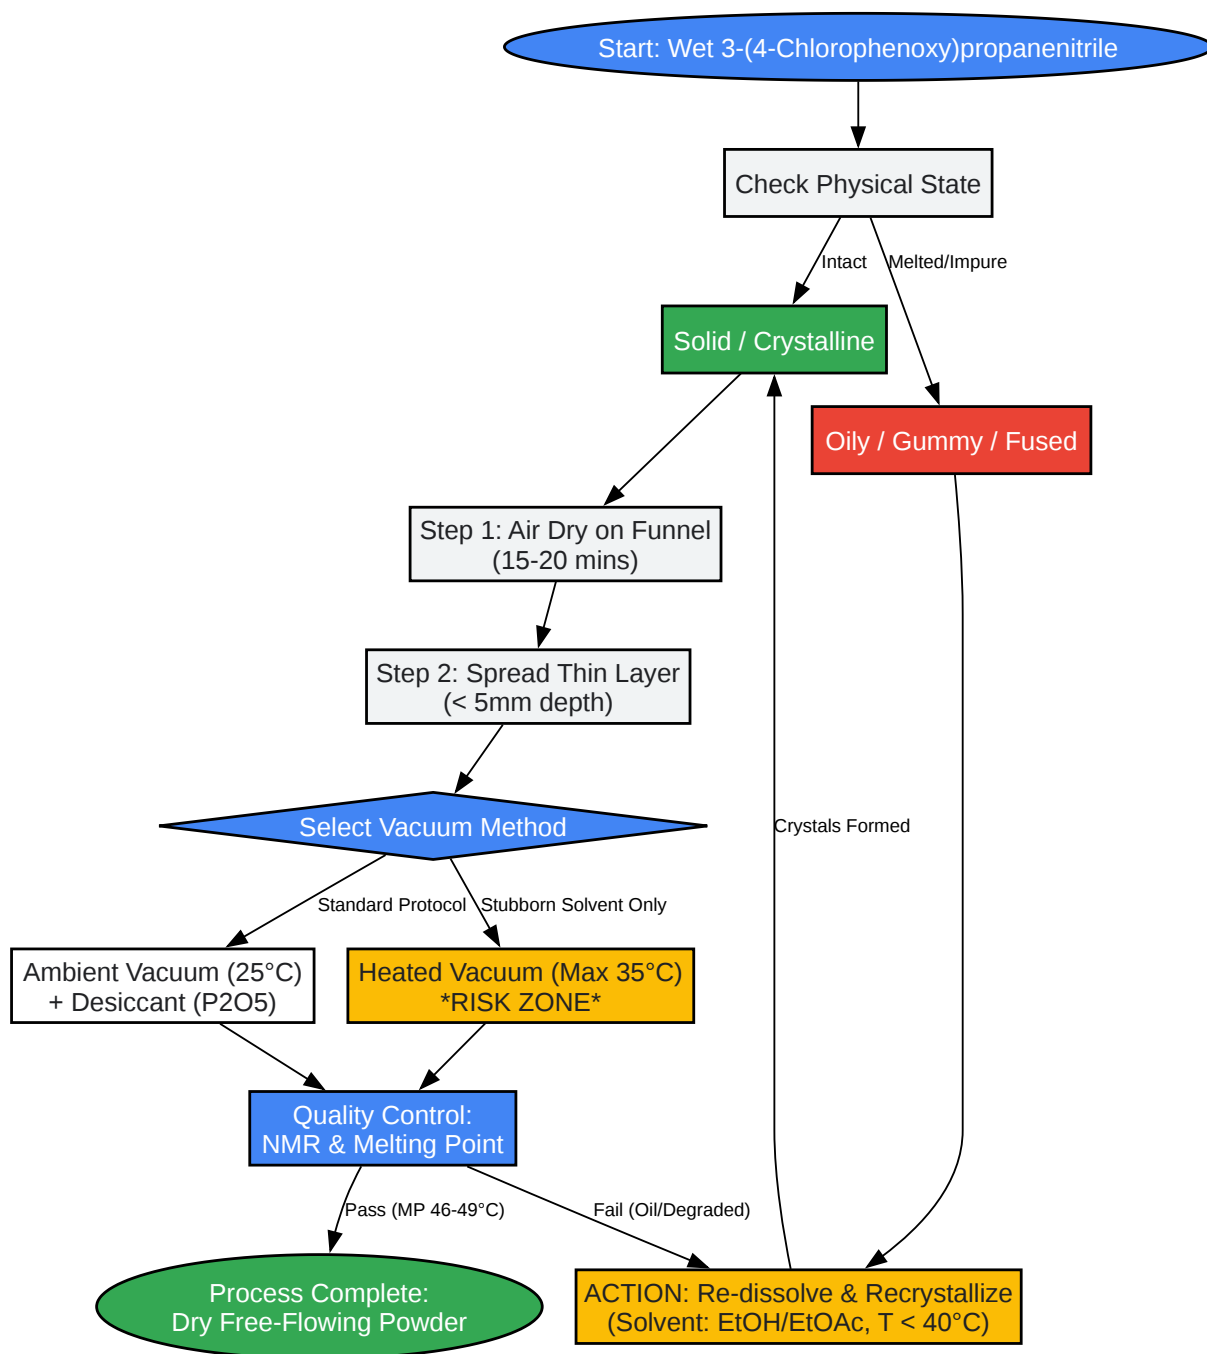 Start: Wet 3-(4-Chlorophenoxy)propanenitrile
Check Physical State
Intact
Melted/Impure
Solid / Crystalline
Oily / Gummy / Fused
Step 1: Air Dry on Funnel
(15-20 mins)
Step 2: Spread Thin Layer
(< 5mm depth)
Select Vacuum Method
Crystals Formed
Standard Protocol
Stubborn Solvent Only
Ambient Vacuum (25°C)
+ Desiccant (P2O5)
Heated Vacuum (Max 35°C)
*RISK ZONE*
Quality Control:
NMR & Melting Point
Pass (MP 46-49°C)
Fail (Oil/Degraded)
Process Complete:
Dry Free-Flowing Powder
ACTION: Re-dissolve & Recrystallize
(Solvent: EtOH/EtOAc, T < 40°C)